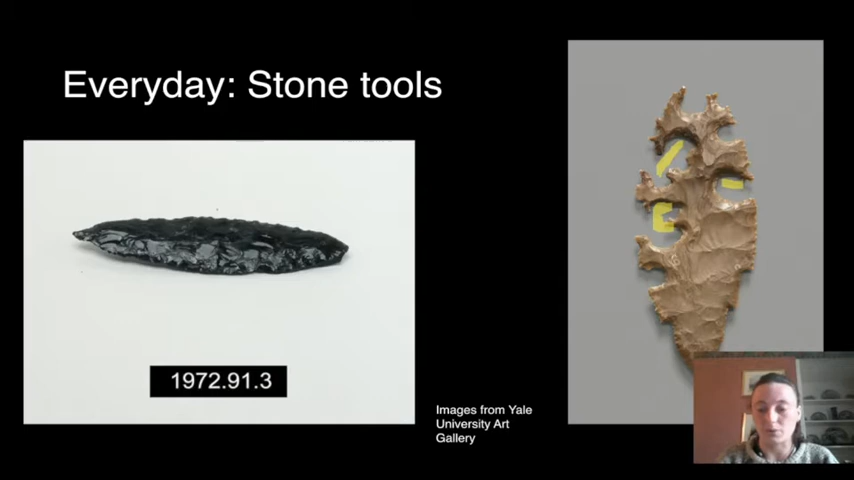 Everyday: Stone tools
1972.91.3
Images from Yale
University Art
Gallery